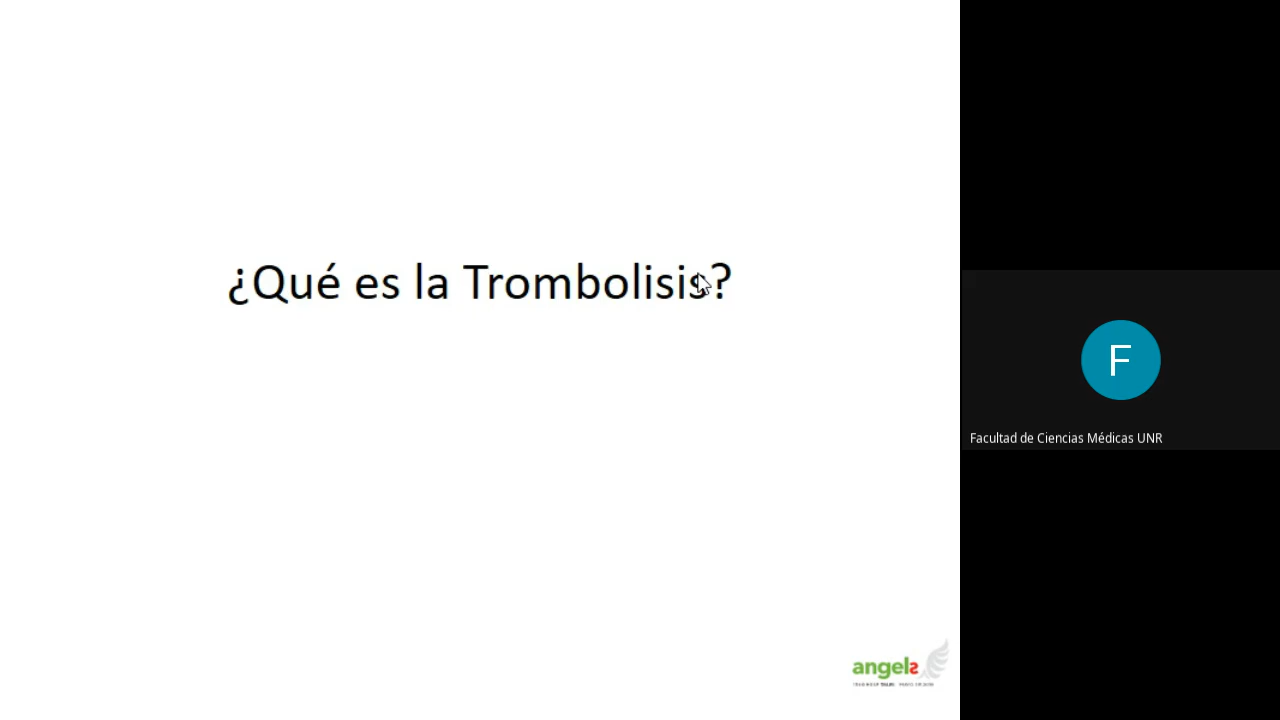 ¿Qué es la Trombolisis?
F
Facultad de Ciencias Médicas UNR
angels